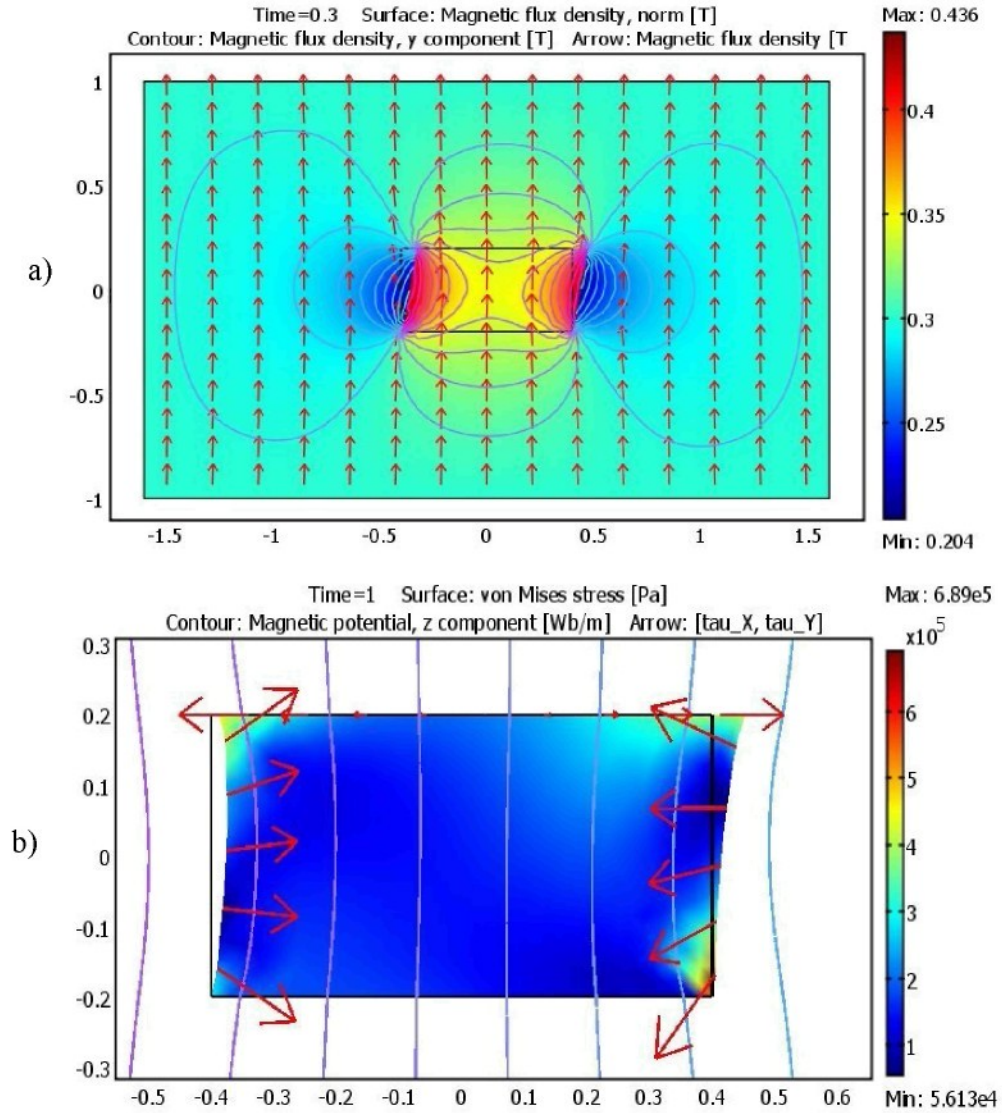 Time=0.3 Surface: Magnetic flux density, norm [T] Max: 0.436
Contour: Magnetic flux density, y component [T] Arrow: Magnetic flux density [T
1
0.5
0
-0.5
-1
-1.5 -1 -0.5 0 0.5 1 1.5
0.4
0.35
0.3
0.25
Min: 0.204
a)
Time=1 Surface: von Mises stress [Pa] Max: 6.89e5
Contour: Magnetic potential, z component [Wb/m] Arrow: [tau_X, tau_Y]
x10^5
0.3
0.2
0.1
0
-0.1
-0.2
-0.3
-0.5 -0.4 -0.3 -0.2 -0.1 0 0.1 0.2 0.3 0.4 0.5 0.6
6
5
4
3
2
1
Min: 5.613e4
b)